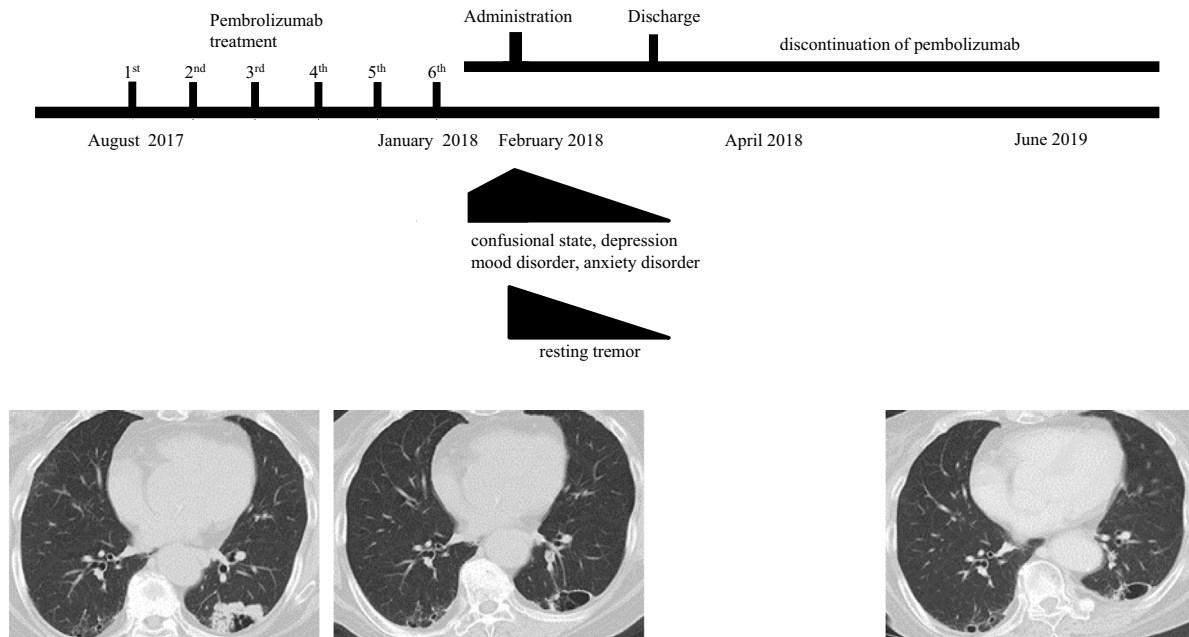 Administration
Discharge
Pembrolizumab
treatment
discontinuation of pembolizumab
1st
2nd
3rd
4th
5th
6th
August 2017
January 2018
February 2018
April 2018
June 2019
confusional state, depression
mood disorder, anxiety disorder
resting tremor